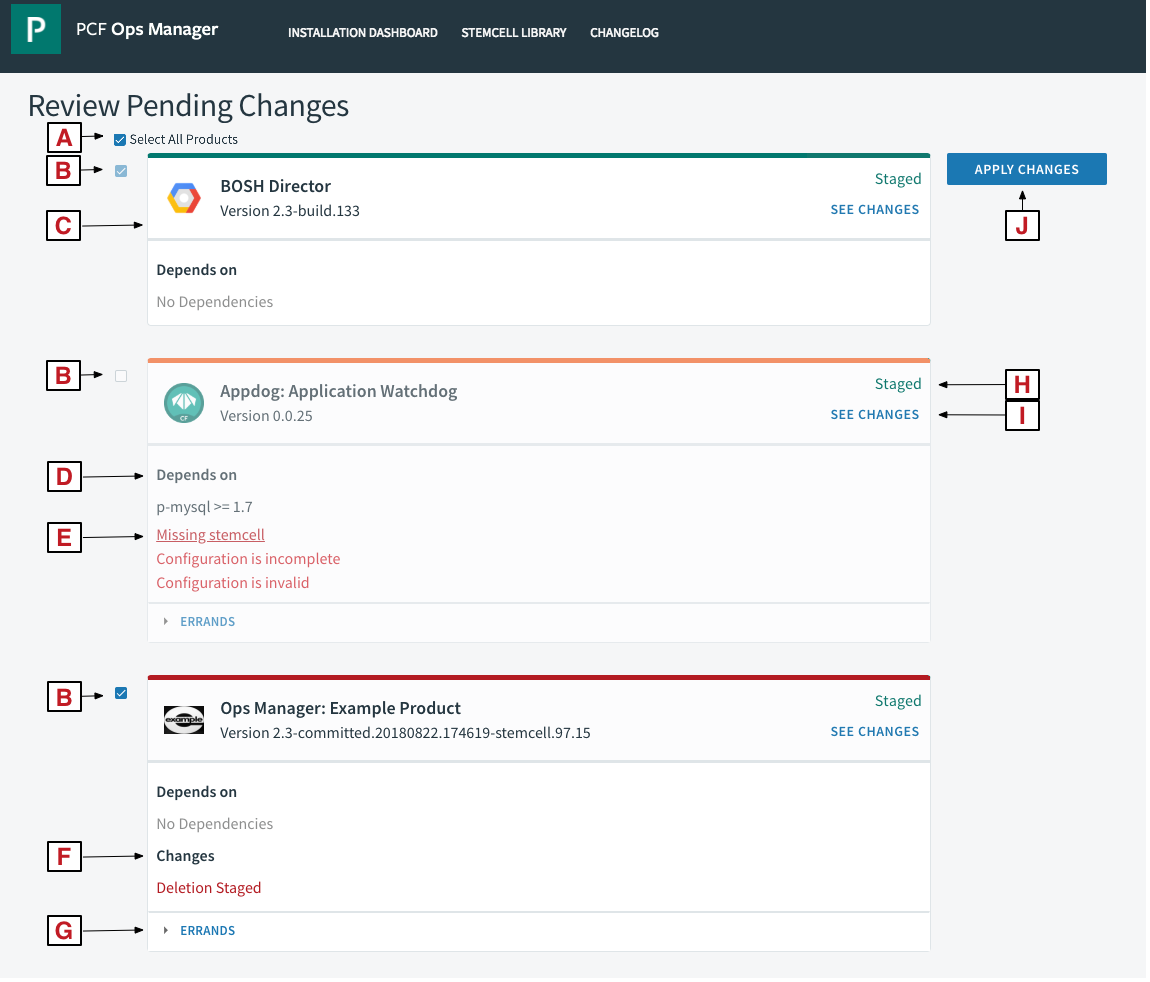 P PCF Ops Manager INSTALLATION DASHBOARD STEMCELL LIBRARY CHANGELOG
Review Pending Changes
A Select All Products
B
BOSH Director Staged APPLY CHANGES
C Version 2.3-build.133 SEE CHANGES J
Depends on
No Dependencies
B
Appdog: Application Watchdog Staged H
CF Version 0.0.25 SEE CHANGES I
D Depends on
p-mysql >= 1.7
E Missing stemcell
Configuration is incomplete
Configuration is invalid
ERRANDS
B
example Ops Manager: Example Product Staged
Version 2.3-committed.20180822.174619-stemcell.97.15 SEE CHANGES
Depends on
No Dependencies
F Changes
Deletion Staged
G ERRANDS